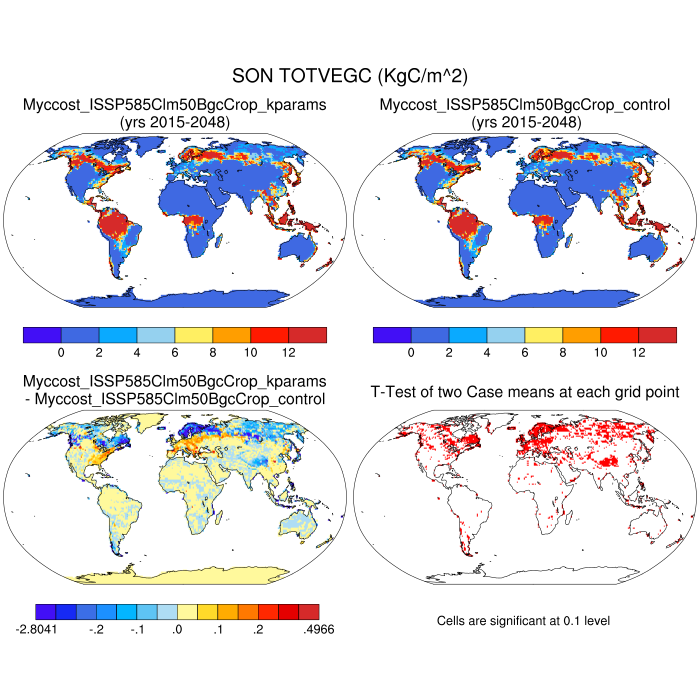 SON TOTVEGC (KgC/m^2)
Myccost_ISSP585Clm50BgcCrop_kparams
(yrs 2015-2048)
Myccost_ISSP585Clm50BgcCrop_control
(yrs 2015-2048)
0 2 4 6 8 10 12
0 2 4 6 8 10 12
Myccost_ISSP585Clm50BgcCrop_kparams
- Myccost_ISSP585Clm50BgcCrop_control
T-Test of two Case means at each grid point
-2.8041 -.2 -.1 .0 .1 .2 .4966
Cells are significant at 0.1 level